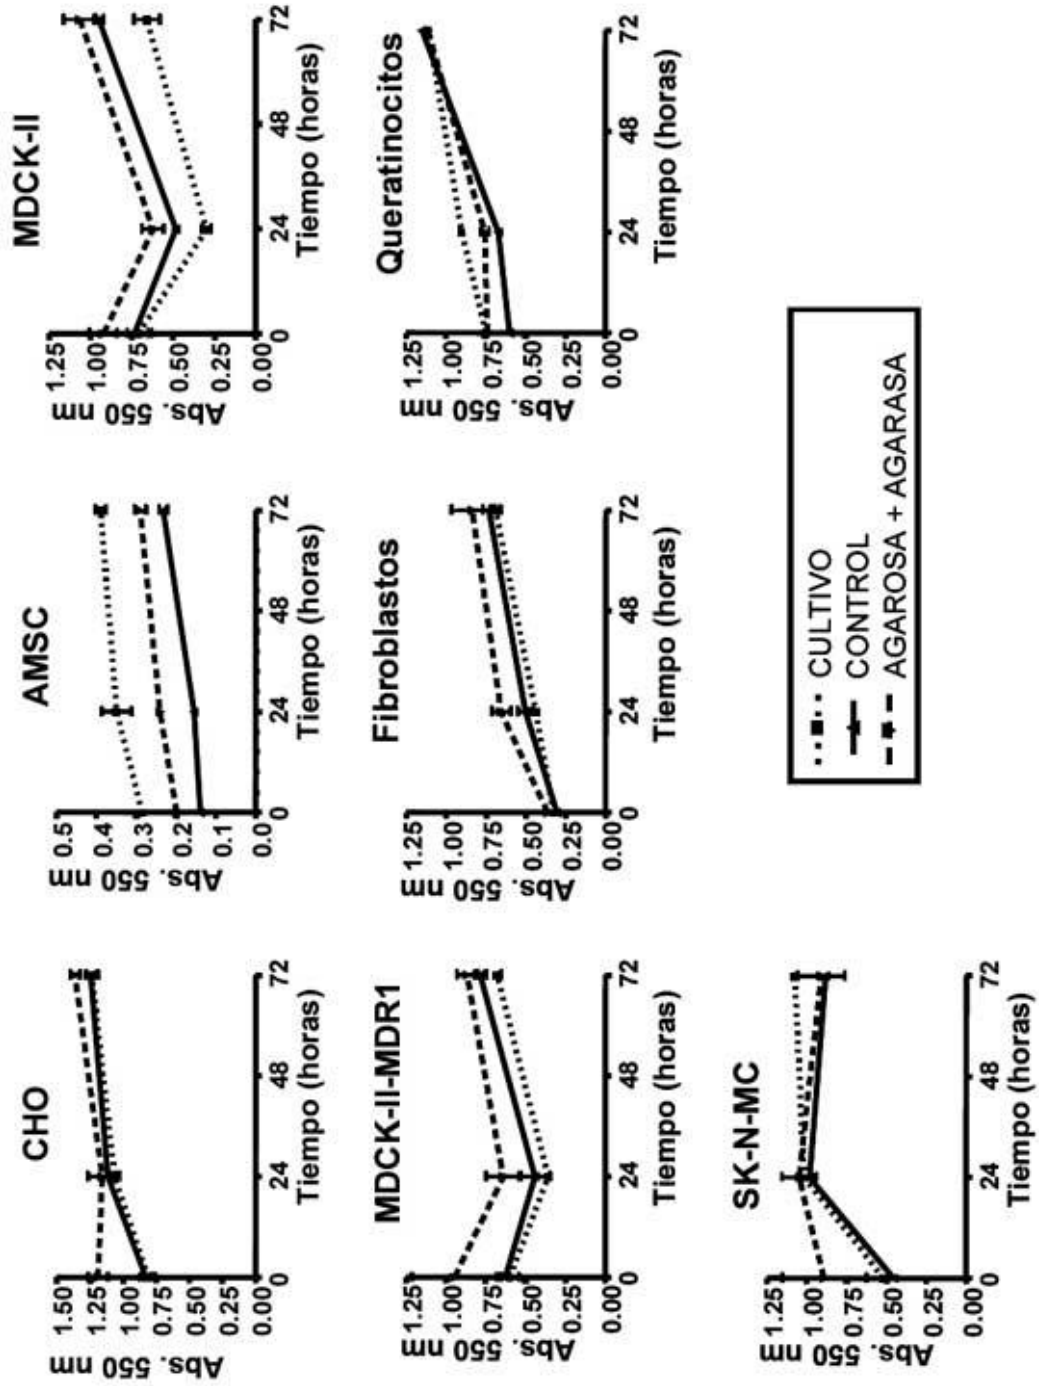 CHO
Abs. 550 nm
1.50
1.25
1.00
0.75
0.50
0.25
0.00
0 24 48 72
Tiempo (horas)
AMSC
Abs. 550 nm
0.5
0.4
0.3
0.2
0.1
0.0
0 24 48 72
Tiempo (horas)
MDCK-II
Abs. 550 nm
1.25
1.00
0.75
0.50
0.25
0.00
0 24 48 72
Tiempo (horas)
MDCK-II-MDR1
Abs. 550 nm
1.25
1.00
0.75
0.50
0.25
0.00
0 24 48 72
Tiempo (horas)
Fibroblastos
Abs. 550 nm
1.25
1.00
0.75
0.50
0.25
0.00
0 24 48 72
Tiempo (horas)
Queratinocitos
Abs. 550 nm
1.25
1.00
0.75
0.50
0.25
0.00
0 24 48 72
Tiempo (horas)
SK-N-MC
Abs. 550 nm
1.25
1.00
0.75
0.50
0.25
0.00
0 24 48 72
Tiempo (horas)
CULTIVO
CONTROL
AGAROSA + AGARASA